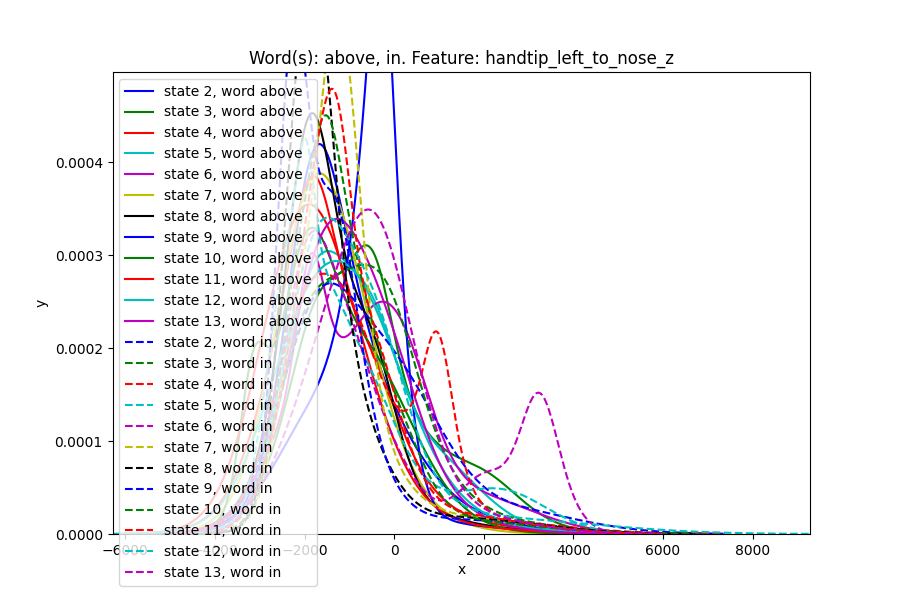 Word(s): above, in. Feature: handtip_left_to_nose_z
y
0.0004
0.0003
0.0002
0.0001
0.0000
state 2, word above
state 3, word above
state 4, word above
state 5, word above
state 6, word above
state 7, word above
state 8, word above
state 9, word above
state 10, word above
state 11, word above
state 12, word above
state 13, word above
state 2, word in
state 3, word in
state 4, word in
state 5, word in
state 6, word in
state 7, word in
state 8, word in
state 9, word in
state 10, word in
state 11, word in
state 12, word in
state 13, word in
−6000 −4000 −2000 0 2000 4000 6000 8000
x